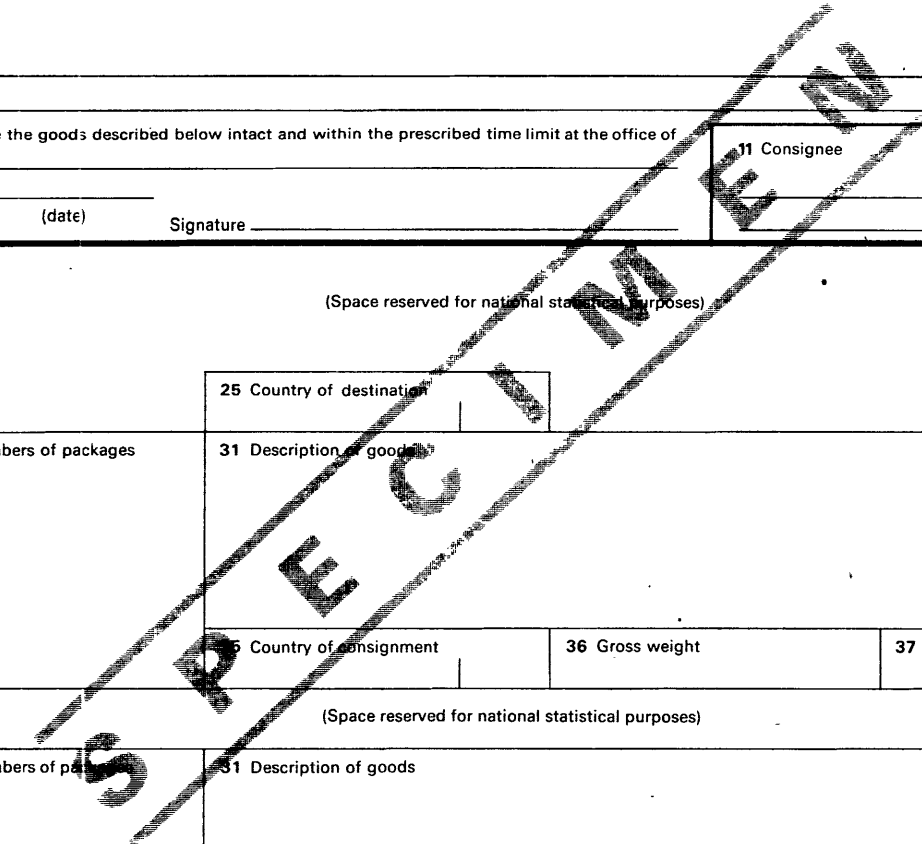 the goods described below intact and within the prescribed time limit at the office of
11 Consignee
(date)
Signature
(Space reserved for national statistical purposes)
25 Country of destination
of packages
31 Description of goods
Country of consignment
36 Gross weight
37
(Space reserved for national statistical purposes)
of
31 Description of goods
SPECIMEN